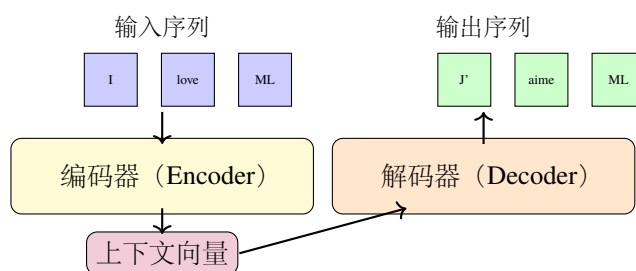 输入序列
输出序列
I
love
ML
J’
aime
ML
编码器（Encoder）
解码器（Decoder）
上下文向量